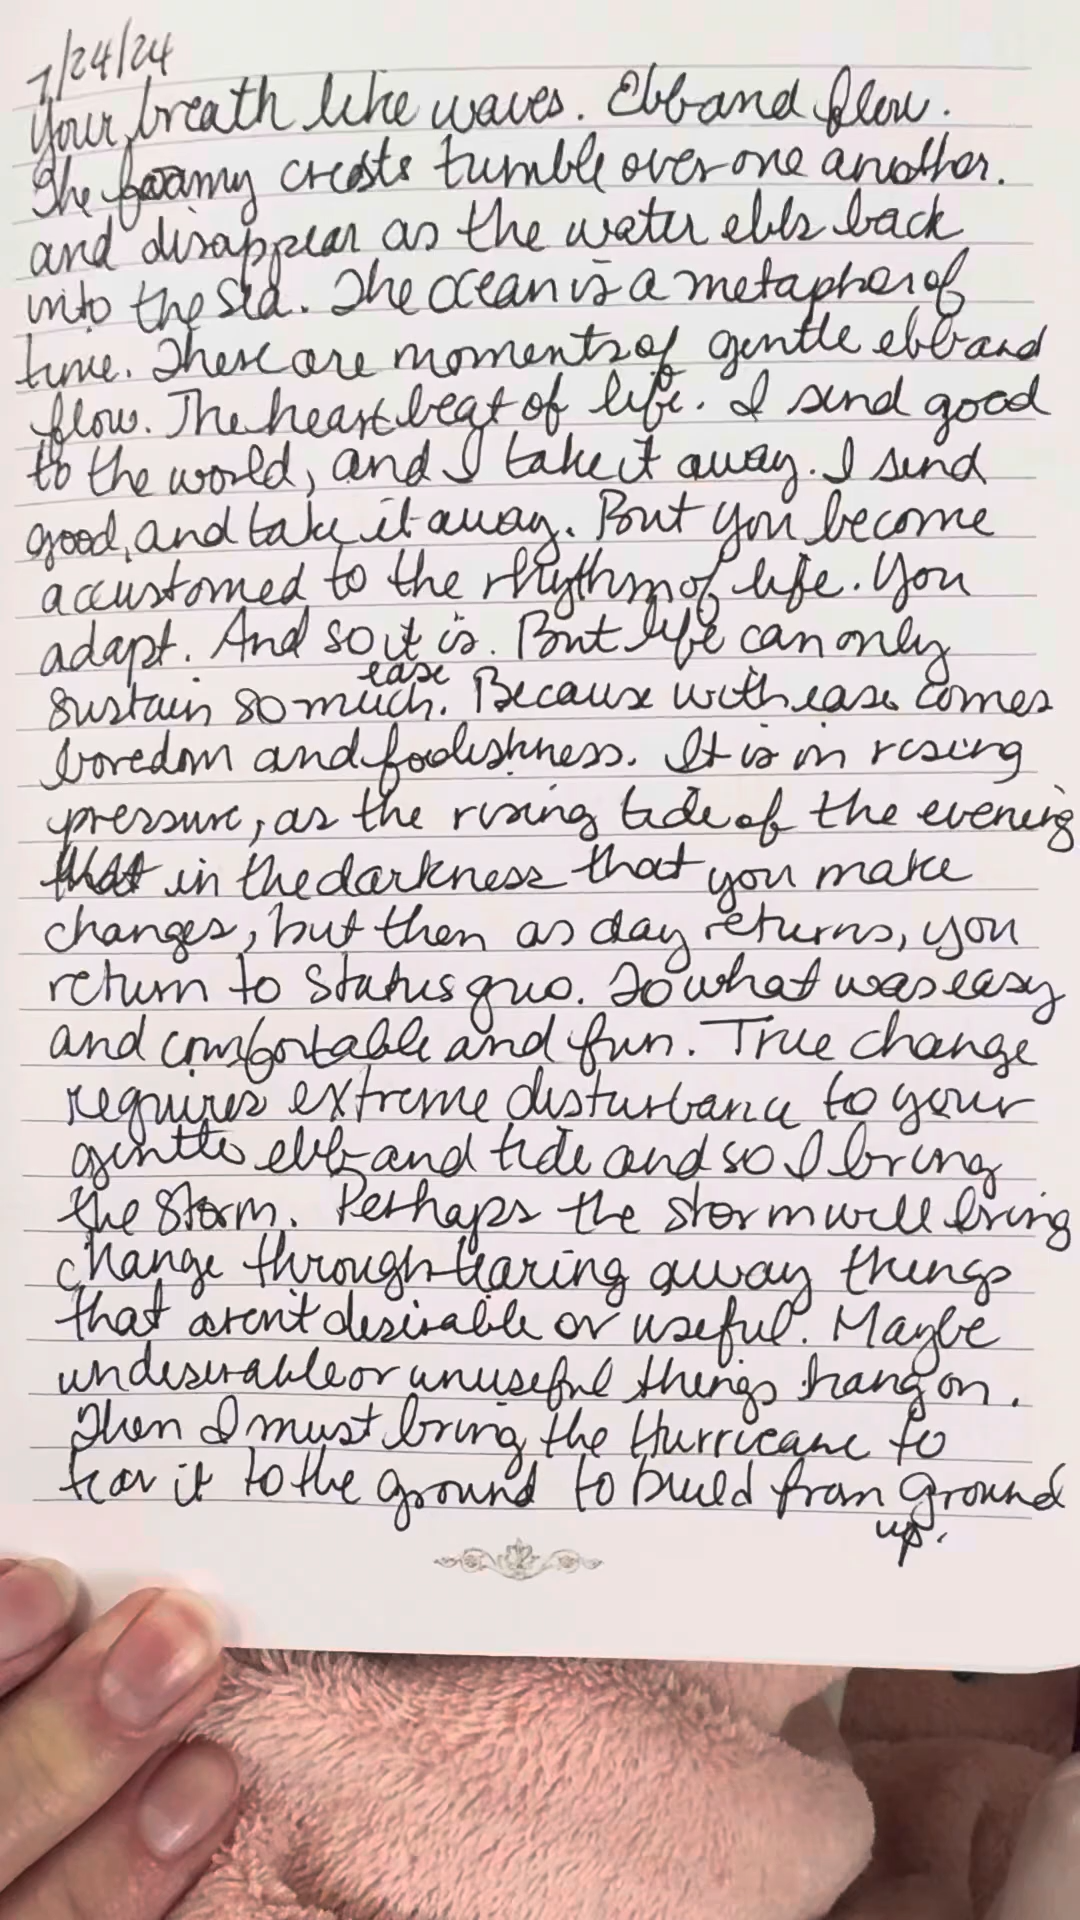 7/24/24
Your breath like waves. Ebb and flow.
The foamy crests tumble over one another.
and disappear as the water ebbs back
into the sea. The ocean is a metaphor of
time. There are moments of gentle ebb and
flow. The heart beat of life. I send good
to the world, and I take it away. I send
good, and take it away. But you become
accustomed to the rhythm of life. You
adapt. And so it is. But life can only
ease
sustain so much. Because with ease comes
boredom and foolishness. It is in rising
pressure, as the rising tide of the evening
in the darkness that you make
changes, but then as day returns, you
return to status quo. To what was easy
and comfortable and fun. True change
requires extreme disturbance to your
gentle ebb and tide and so I bring
the storm. Perhaps the storm will bring
change through tearing away things
that aren't desirable or useful. Maybe
undesirable or unuseful things hang on.
Then I must bring the Hurricane to
tear it to the ground to build from ground
up.